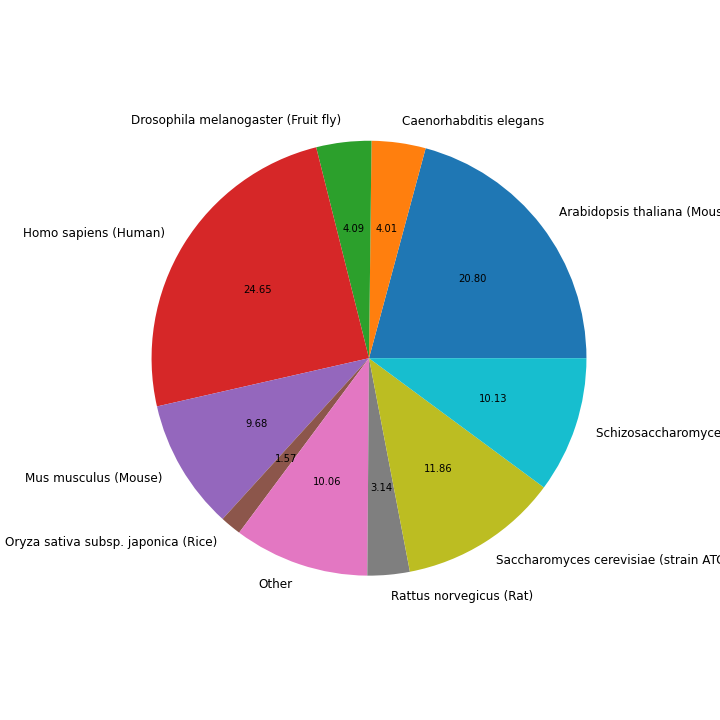 Drosophila melanogaster (Fruit fly)
Caenorhabditis elegans
Arabidopsis thaliana (Mous
Homo sapiens (Human)
4.09
4.01
20.80
24.65
10.13
9.68
Schizosaccharomyce
1.57
11.86
Mus musculus (Mouse)
10.06
3.14
Oryza sativa subsp. japonica (Rice)
Saccharomyces cerevisiae (strain ATC
Other
Rattus norvegicus (Rat)